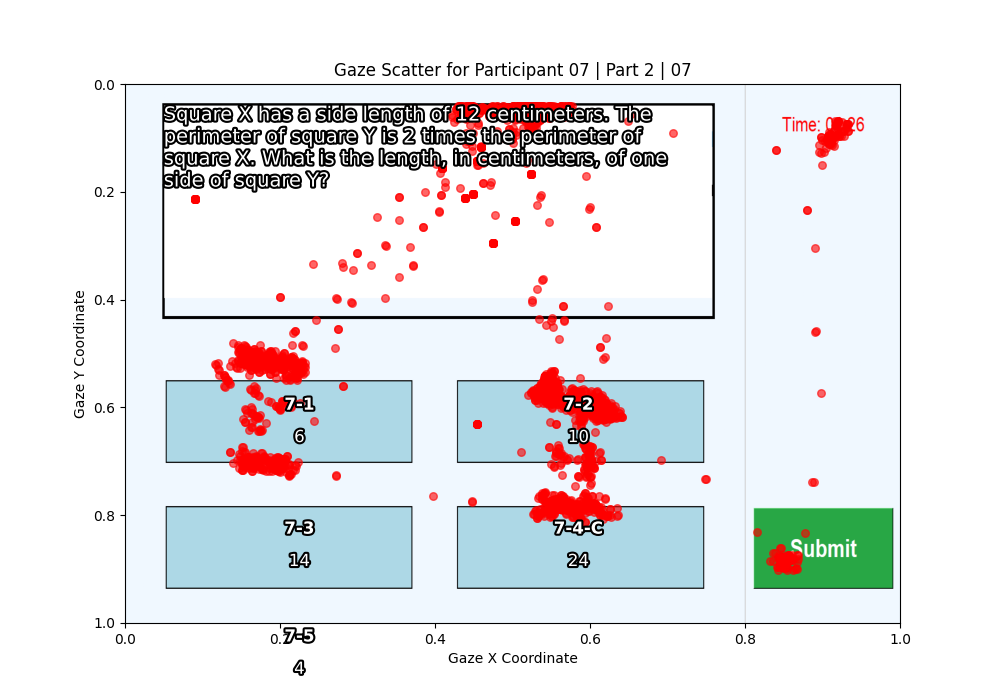 Gaze Scatter for Participant 07 | Part 2 | 07
Square X has a side length of 12 centimeters. The
perimeter of square Y is 2 times the perimeter of
square X. What is the length, in centimeters, of one
side of square Y?
Time:
7-1
6
7-2
10
7-3
14
7-4-C
24
7-5
4
Submit
0.0
0.2
0.4
0.6
0.8
1.0
Gaze Y Coordinate
0.0
0.4
0.6
0.8
1.0
Gaze X Coordinate